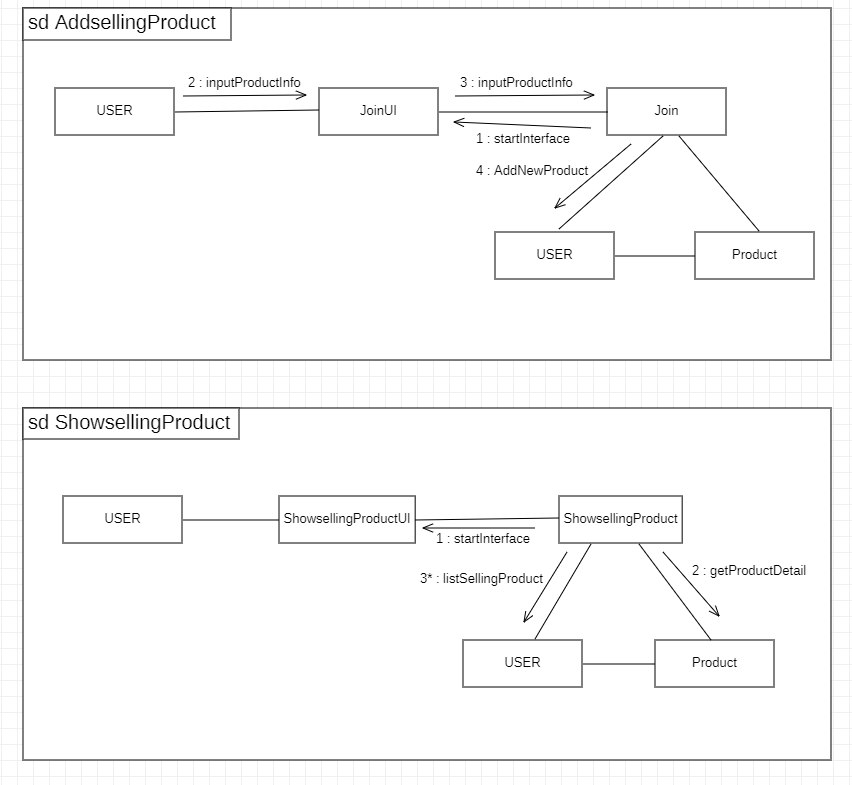 sd AddsellingProduct
2 : inputProductInfo
3 : inputProductInfo
USER
JoinUI
Join
1 : startInterface
4 : AddNewProduct
USER
Product
sd ShowsellingProduct
USER
ShowsellingProductUI
ShowsellingProduct
1 : startInterface
3* : listSellingProduct
2 : getProductDetail
USER
Product